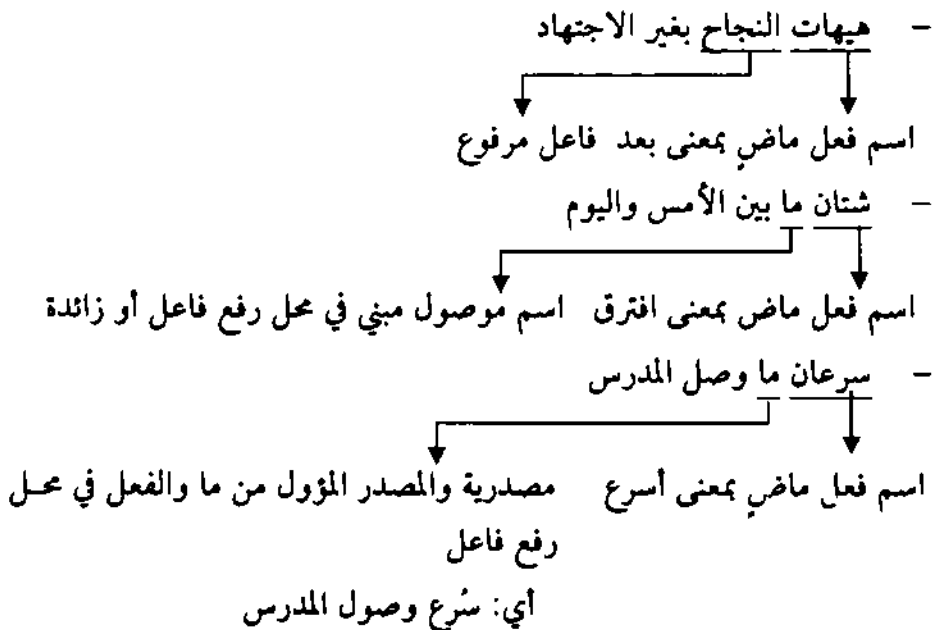 - هيهات النجاح بغير الاجتهاد
اسم فعل ماضٍ بمعنى بعد فاعل مرفوع
- شتان ما بين الأمس واليوم
اسم فعل ماضٍ بمعنى افترق اسم موصول مبني في محل رفع فاعل أو زائدة
- سرعان ما وصل المدرس
اسم فعل ماضٍ بمعنى أسرع مصدرية والمصدر المؤول من ما والفعل في محـل
رفع فاعل
أي: سُرع وصول المدرس